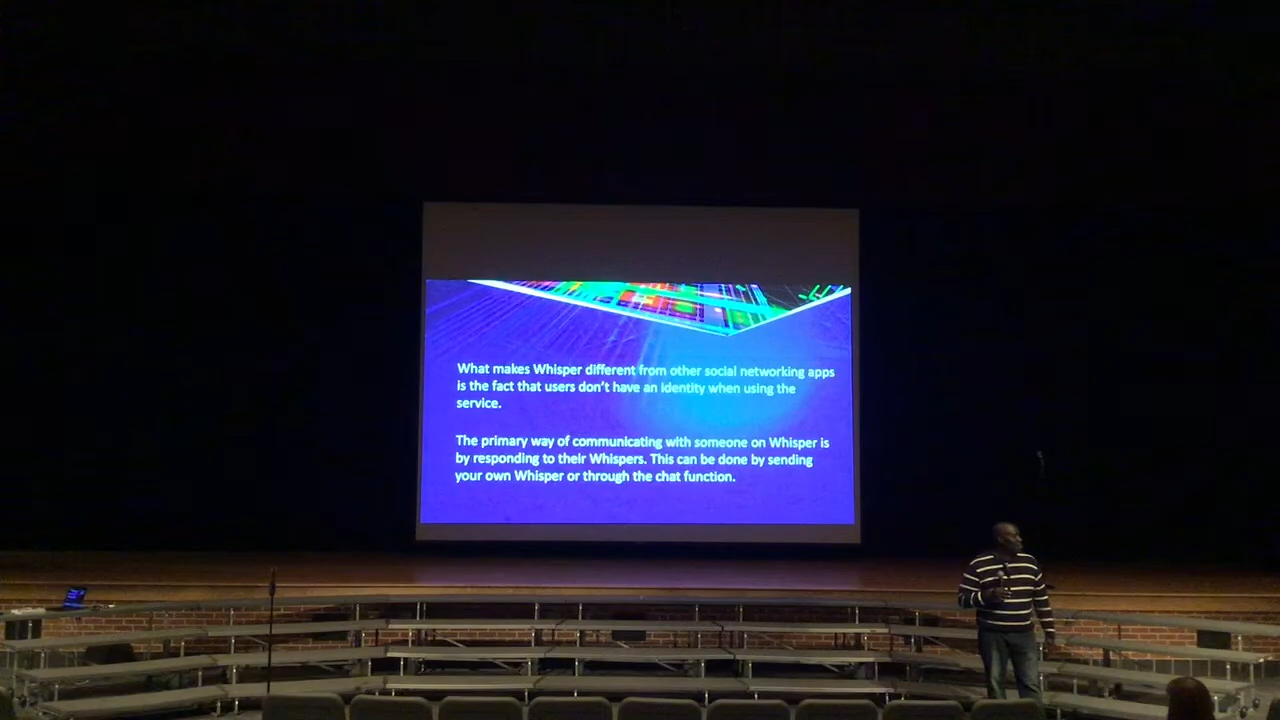 What makes Whisper different from other social networking apps
is the fact that users don't have an identity when using the
service.
The primary way of communicating with someone on Whisper is
by responding to their Whispers. This can be done by sending
your own Whisper or through the chat function.